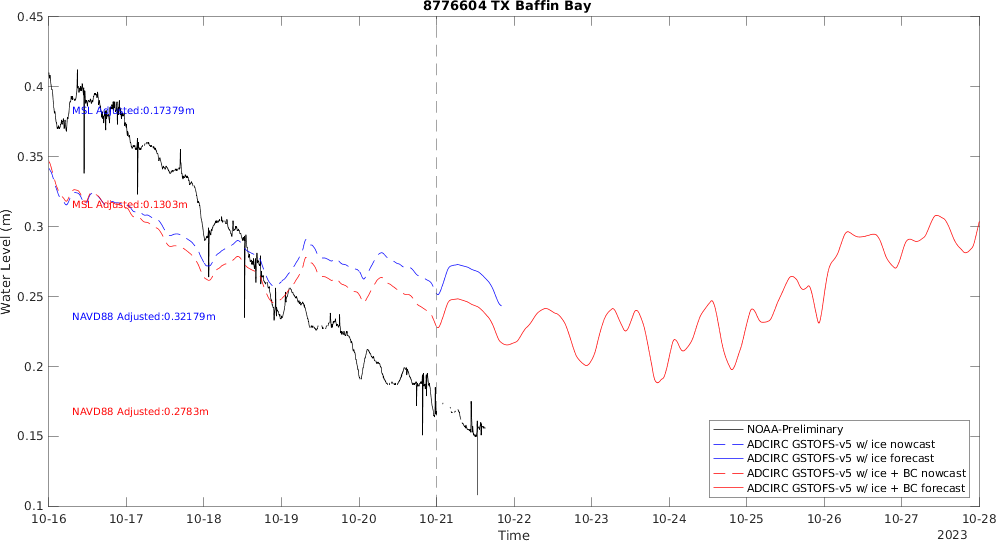 8776604 TX Baffin Bay
0.45
0.4
0.35
0.3
0.25
0.2
0.15
0.1
Water Level (m)
MSL Adjusted:0.17379m
MSL Adjusted:0.1303m
NAVD88 Adjusted:0.32179m
NAVD88 Adjusted:0.2783m
NOAA-Preliminary
ADCIRC GSTOFS-v5 w/ ice nowcast
ADCIRC GSTOFS-v5 w/ ice forecast
ADCIRC GSTOFS-v5 w/ ice + BC nowcast
ADCIRC GSTOFS-v5 w/ ice + BC forecast
10-16 10-17 10-18 10-19 10-20 10-21 10-22 10-23 10-24 10-25 10-26 10-27 10-28
Time
2023